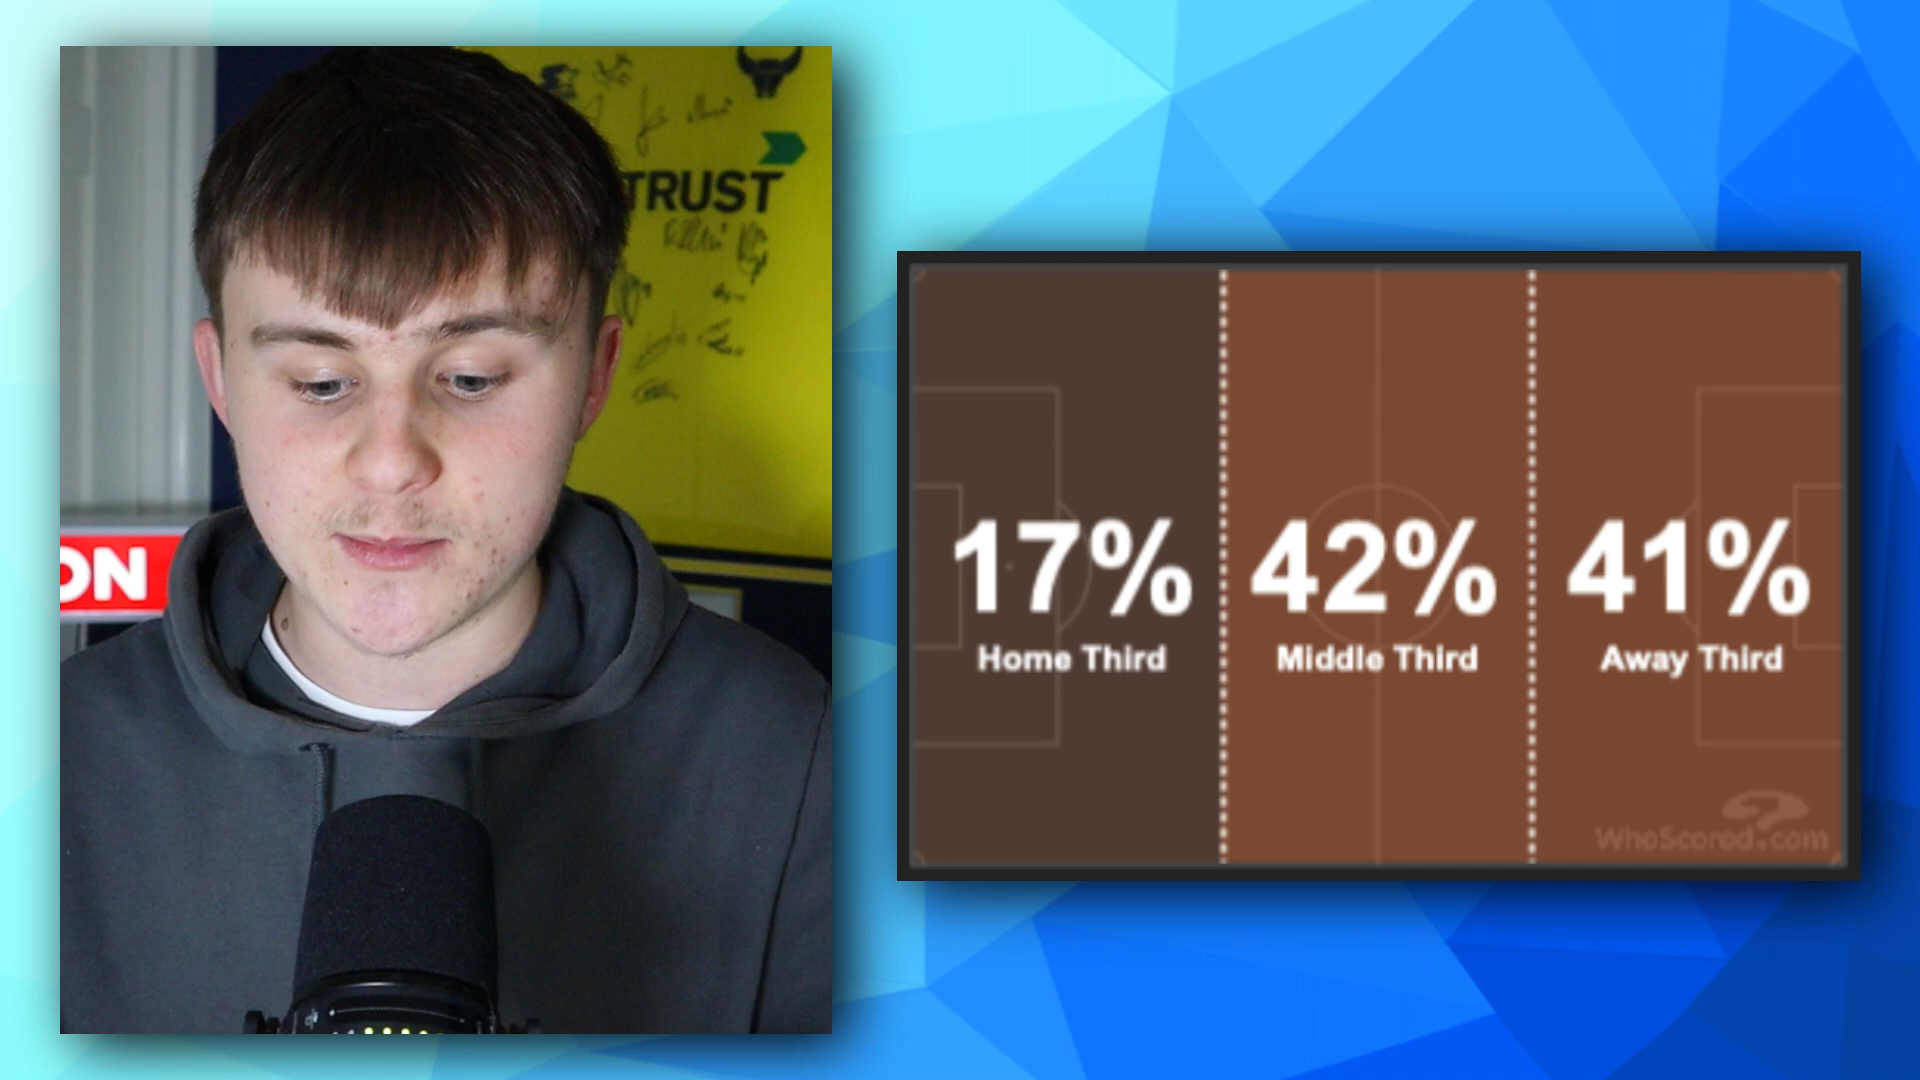 TRUST
ON
17% 42% 41%
Home Third Middle Third Away Third
WhoScored.com